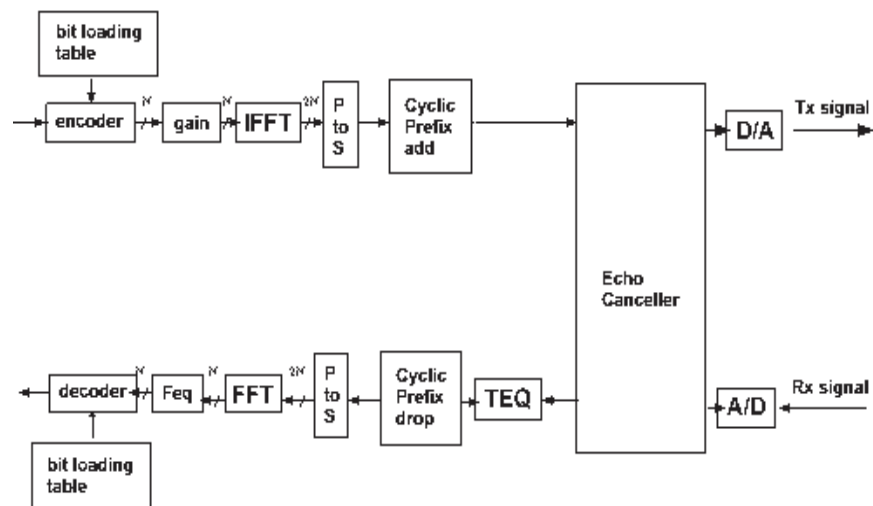 bit loading
table
encoder
N
gain
N
IFFT
2N
P
to
S
Cyclic
Prefix
add
Echo
Canceller
D/A
Tx signal
decoder
N
Feq
N
FFT
2N
P
to
S
Cyclic
Prefix
drop
TEQ
A/D
Rx signal
bit loading
table